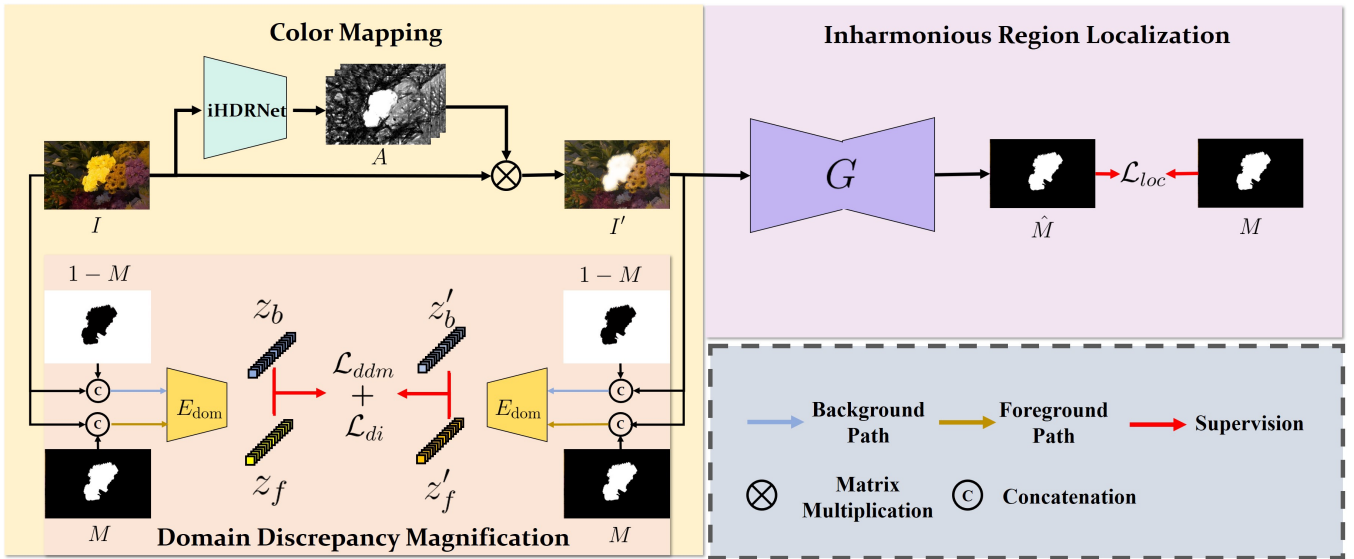 Color Mapping
Inharmonious Region Localization
iHDRNet
A
I
I′
G
M̂
ℒ_loc
M
1 − M
1 − M
z_b
z′_b
C
C
E_dom
ℒ_ddm
+
ℒ_di
E_dom
C
C
z_f
z′_f
M
M
Domain Discrepancy Magnification
Background
Path
Foreground
Path
Supervision
Matrix
Multiplication
C
Concatenation